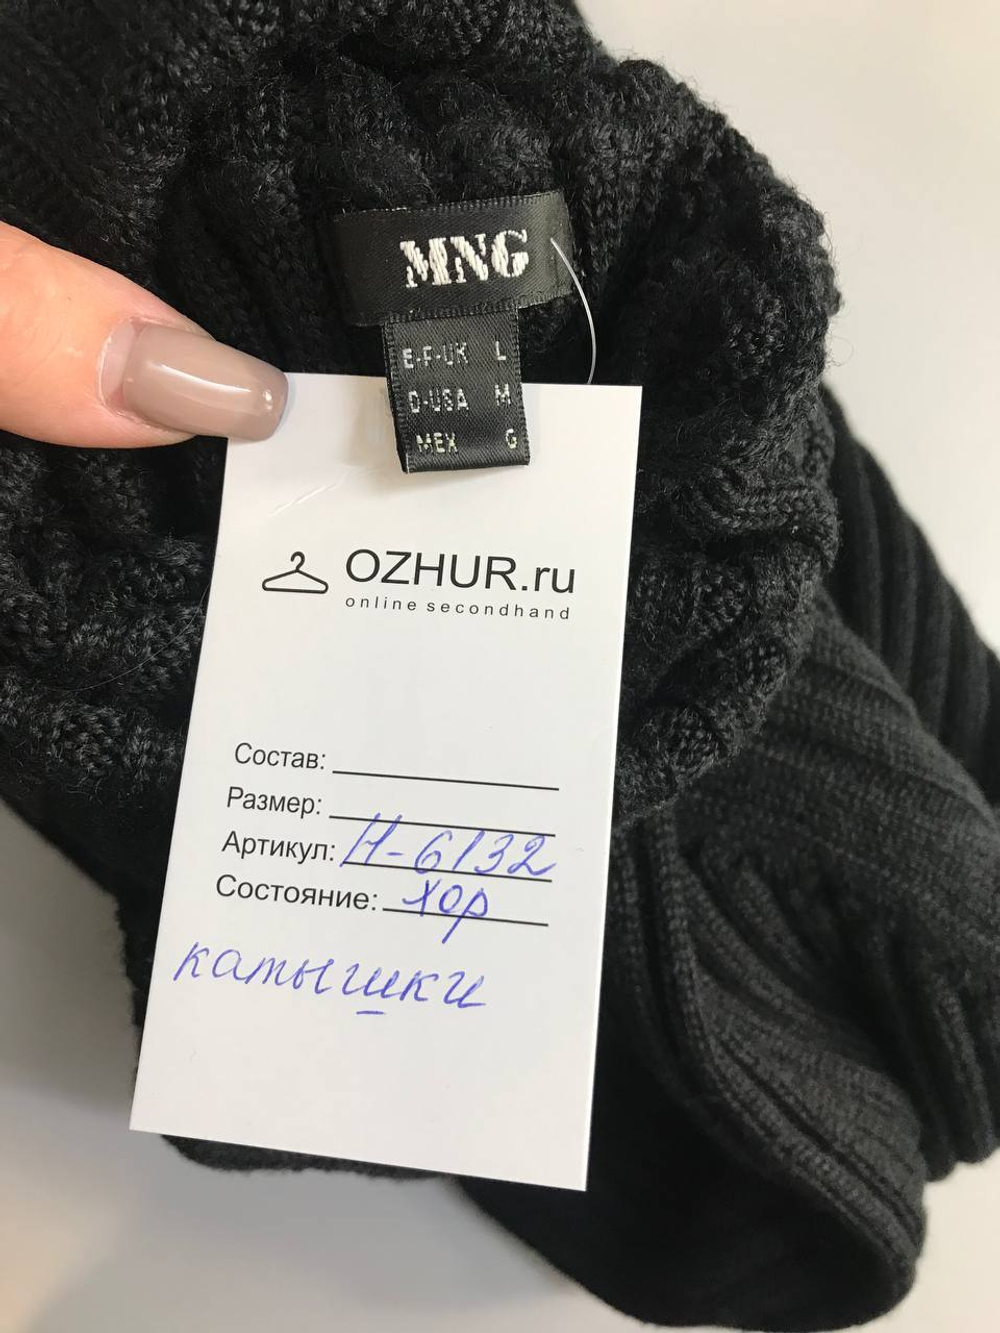 MNG
E-F-UK L
D-USA M
MEX G
OZHUR.ru
online secondhand
Состав:
Размер:
Артикул: Н-6132
Состояние: хор
катышки